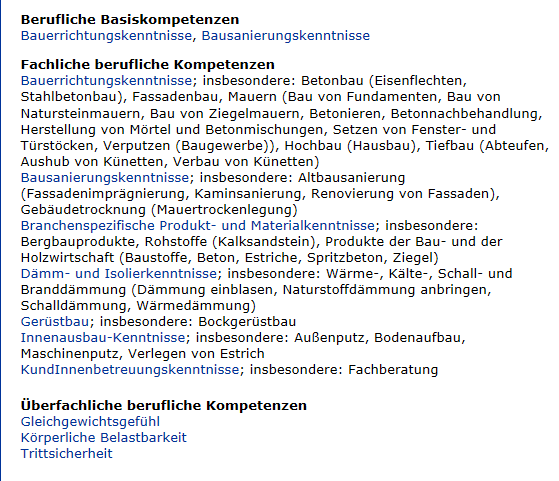 Berufliche Basiskompetenzen
Bauerrichtungskenntnisse, Bausanierungskenntnisse
Fachliche berufliche Kompetenzen
Bauerrichtungskenntnisse; insbesondere: Betonbau (Eisenflechten,
Stahlbetonbau), Fassadenbau, Mauern (Bau von Fundamenten, Bau von
Natursteinmauern, Bau von Ziegelmauern, Betonieren, Betonnachbehandlung,
Herstellung von Mörtel und Betonmischungen, Setzen von Fenster- und
Türstöcken, Verputzen (Baugewerbe)), Hochbau (Hausbau), Tiefbau (Abteufen,
Aushub von Künetten, Verbau von Künetten)
Bausanierungskenntnisse; insbesondere: Altbausanierung
(Fassadenimprägnierung, Kaminsanierung, Renovierung von Fassaden),
Gebäudetrocknung (Mauertrockenlegung)
Branchenspezifische Produkt- und Materialkenntnisse; insbesondere:
Bergbauprodukte, Rohstoffe (Kalksandstein), Produkte der Bau- und der
Holzwirtschaft (Baustoffe, Beton, Estriche, Spritzbeton, Ziegel)
Dämm- und Isolierkenntnisse; insbesondere: Wärme-, Kälte-, Schall- und
Branddämmung (Dämmung einblasen, Naturstoffdämmung anbringen,
Schalldämmung, Wärmedämmung)
Gerüstbau; insbesondere: Bockgerüstbau
Innenausbau-Kenntnisse; insbesondere: Außenputz, Bodenaufbau,
Maschinenputz, Verlegen von Estrich
KundInnenbetreuungskenntnisse; insbesondere: Fachberatung
Überfachliche berufliche Kompetenzen
Gleichgewichtsgefühl
Körperliche Belastbarkeit
Trittsicherheit